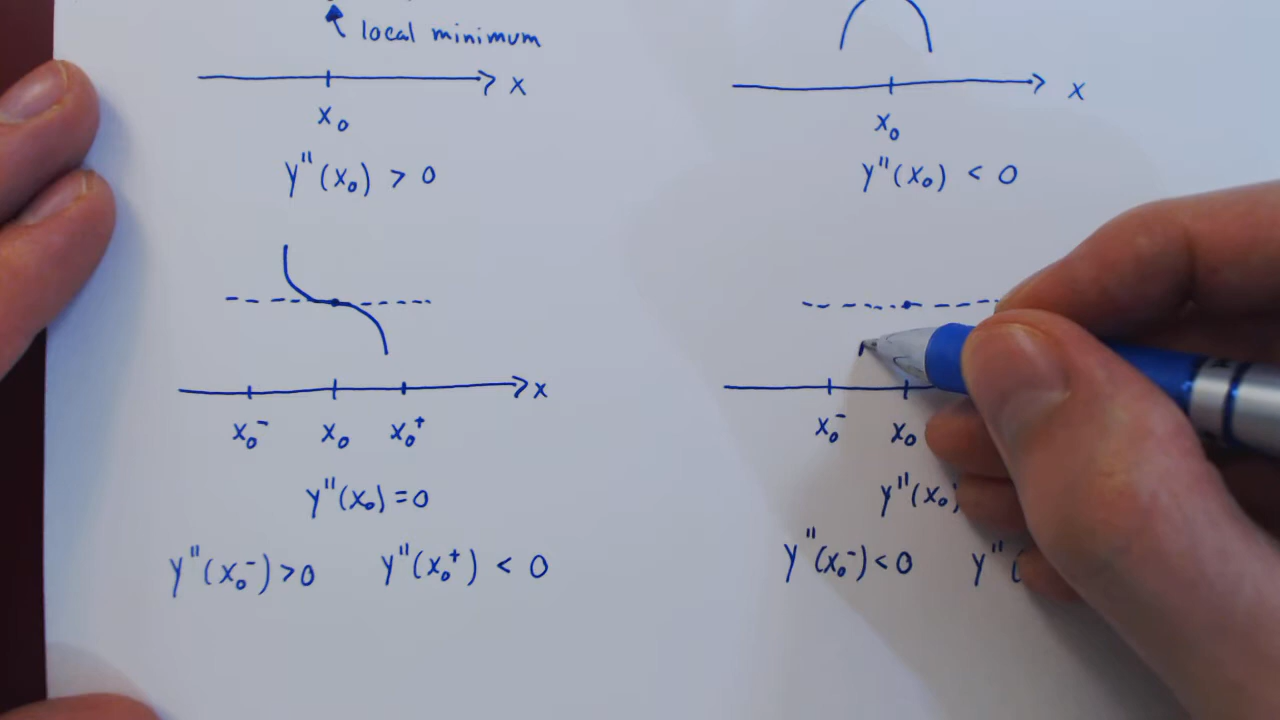 local minimum
x
x₀
y''(x₀) > 0
x
x₀
y''(x₀) < 0
x
x₀⁻ x₀ x₀⁺
y''(x₀) = 0
y''(x₀⁻) > 0 y''(x₀⁺) < 0
x₀⁻ x₀
y''(x₀)
y''(x₀⁻) < 0 y''(